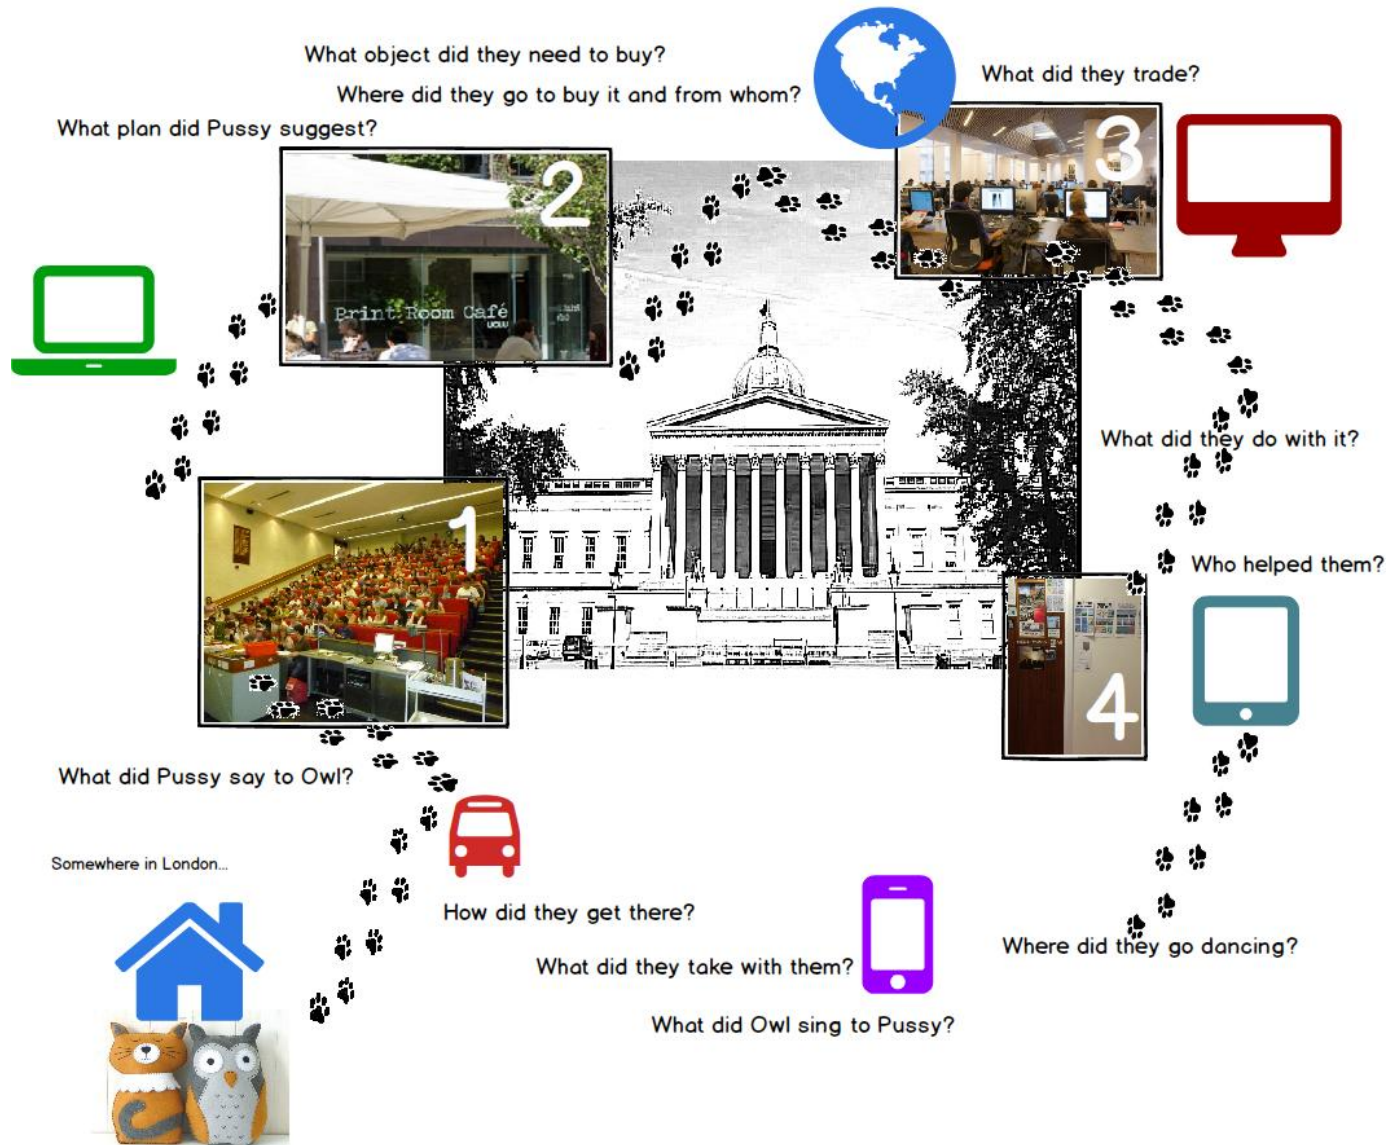 What object did they need to buy?
Where did they go to buy it and from whom?
What did they trade?
What plan did Pussy suggest?
2
3
Print Room Café
UCLU
What did they do with it?
1
Who helped them?
4
What did Pussy say to Owl?
Somewhere in London...
How did they get there?
Where did they go dancing?
What did they take with them?
What did Owl sing to Pussy?